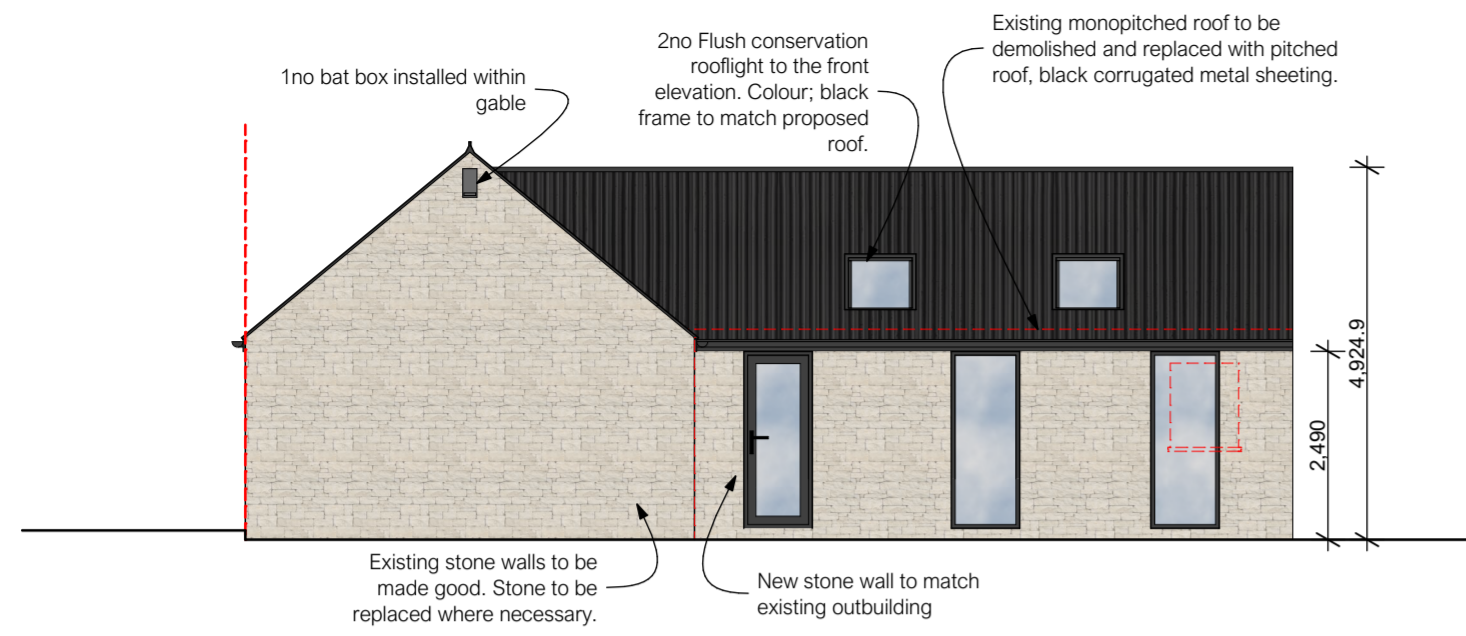 1no bat box installed within
gable
2no Flush conservation
rooflight to the front
elevation. Colour; black
frame to match proposed
roof.
Existing monopitched roof to be
demolished and replaced with pitched
roof, black corrugated metal sheeting.
4,924.9
2,490
Existing stone walls to be
made good. Stone to be
replaced where necessary.
New stone wall to match
existing outbuilding